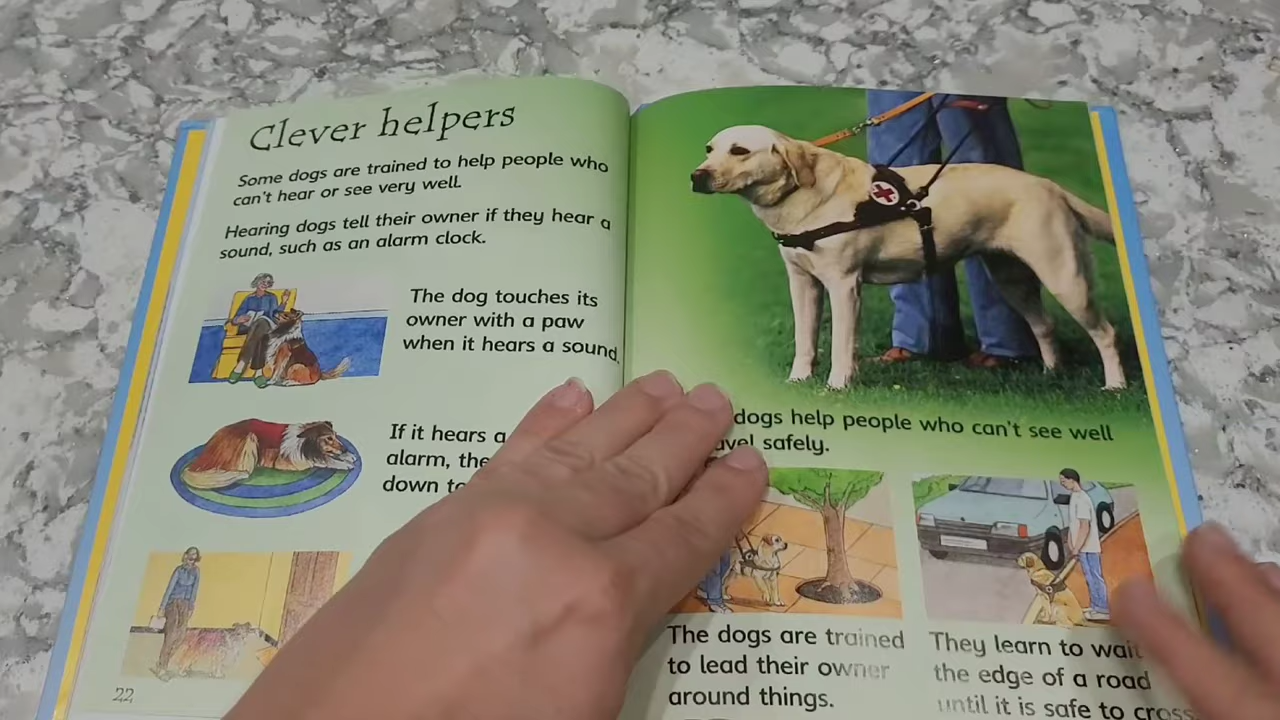 Clever helpers
Some dogs are trained to help people who
can't hear or see very well.
Hearing dogs tell their owner if they hear a
sound, such as an alarm clock.
The dog touches its
owner with a paw
when it hears a sound.
If it hears a
alarm, the
down to
22
dogs help people who can't see well
safely.
The dogs are trained
to lead their owner
around things.
They learn to wait
the edge of a road
until it is safe to cross